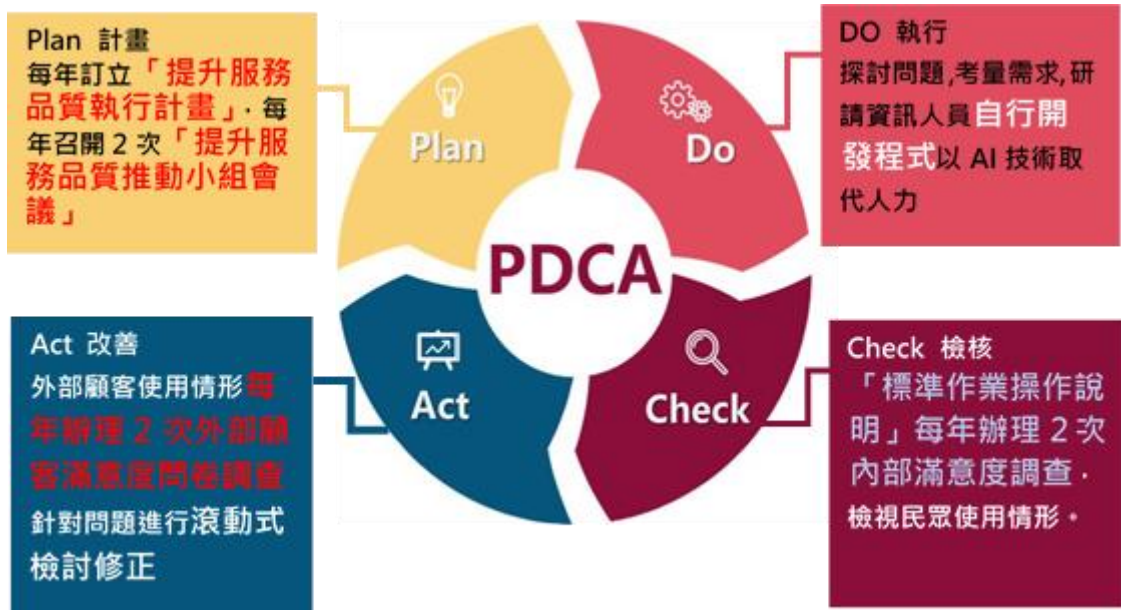 Plan 計畫
每年訂立「提升服務
品質執行計畫」，每
年召開 2 次「提升服
務品質推動小組會
議」
DO 執行
探討問題,考量需求,研
請資訊人員自行開
發程式以 AI 技術取
代人力
Plan
Do
PDCA
Act
Check
Act 改善
外部顧客使用情形每
年辦理 2 次外部顧
客滿意度問卷調查
針對問題進行滾動式
檢討修正
Check 檢核
「標準作業操作說
明」每年辦理 2 次
內部滿意度調查，
檢視民眾使用情形。